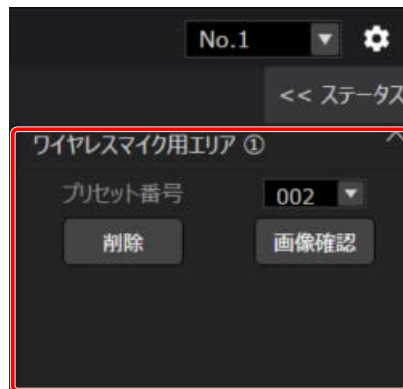 No.1
<< ステータス
ワイヤレスマイク用エリア ①
プリセット番号 002
削除 画像確認